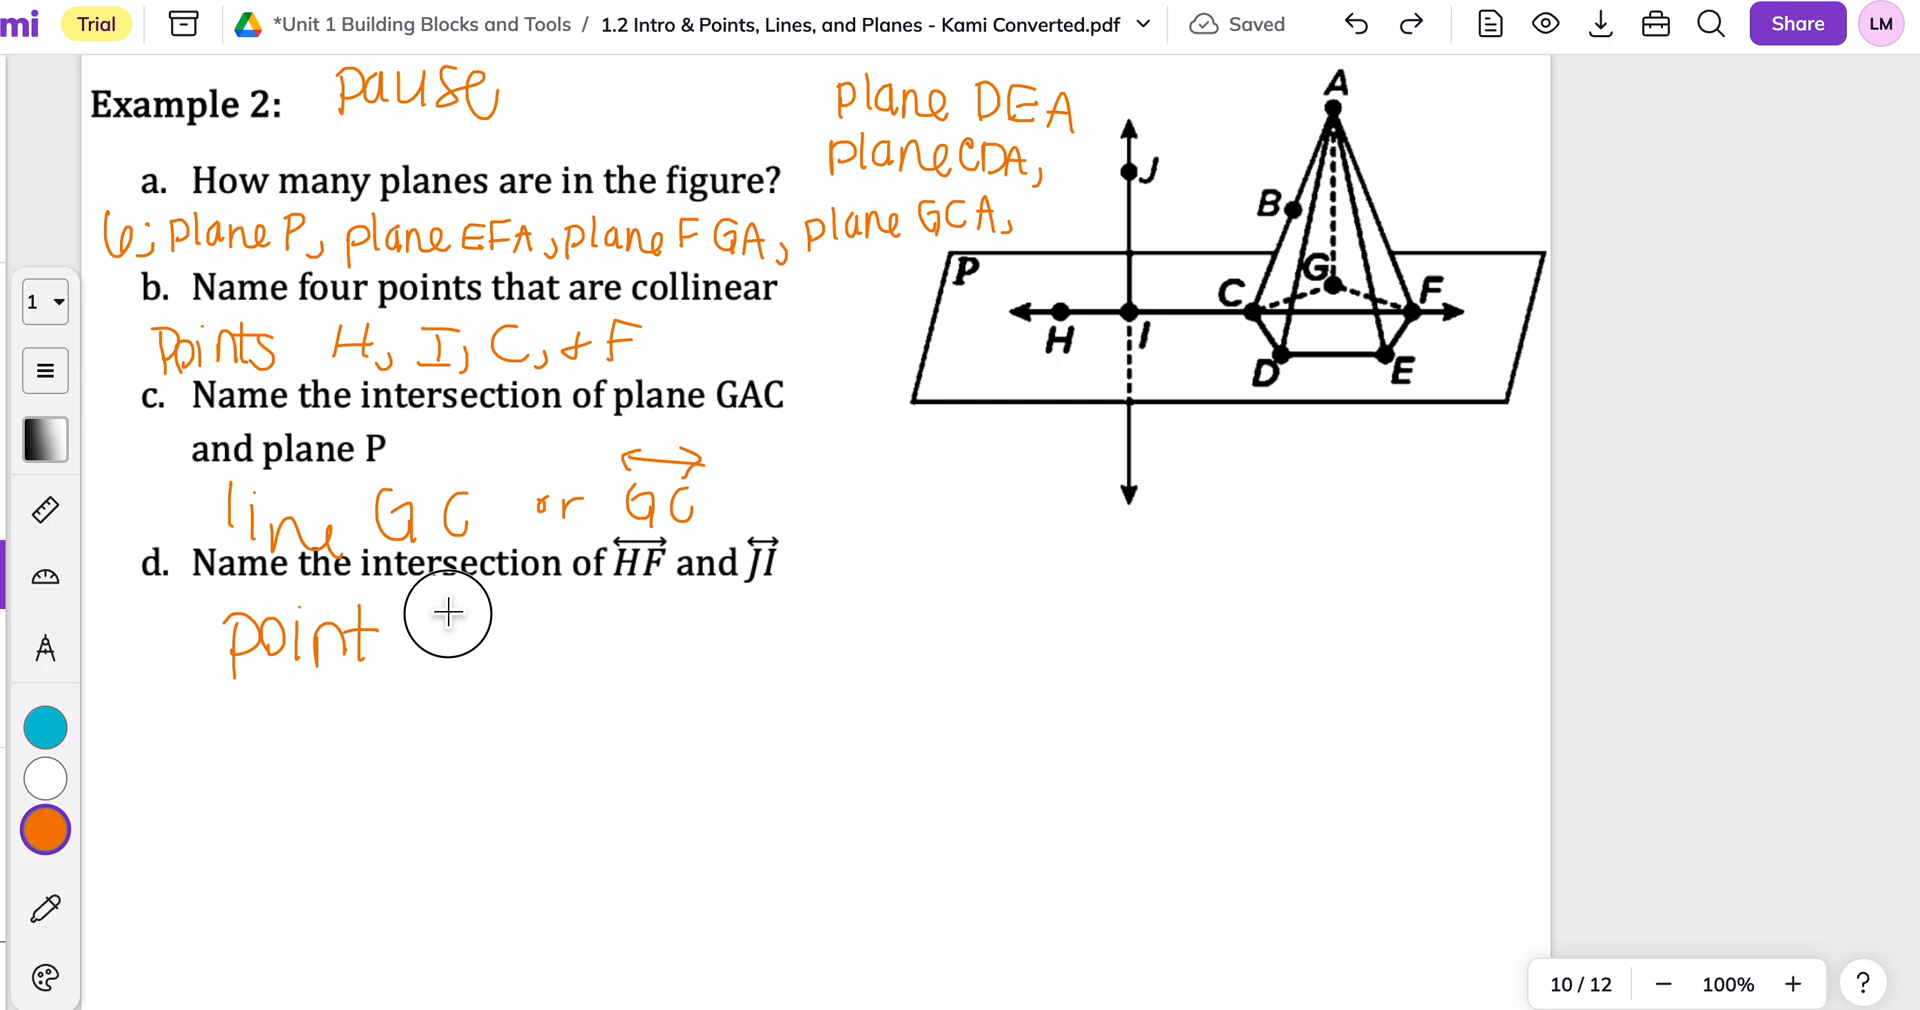 mi Trial *Unit 1 Building Blocks and Tools / 1.2 Intro & Points, Lines, and Planes - Kami Converted.pdf Saved Share LM
Example 2: pause
a. How many planes are in the figure?
6; plane P, plane EFA, plane FGA, plane GCA,
plane CDA,
plane DEA
b. Name four points that are collinear
Points H, I, C, + F
c. Name the intersection of plane GAC
and plane P
line GC or GC
d. Name the intersection of HF and JI
point
A
J
B
P
G
C
F
H
I
D
E
1
10 / 12 − 100% + ?